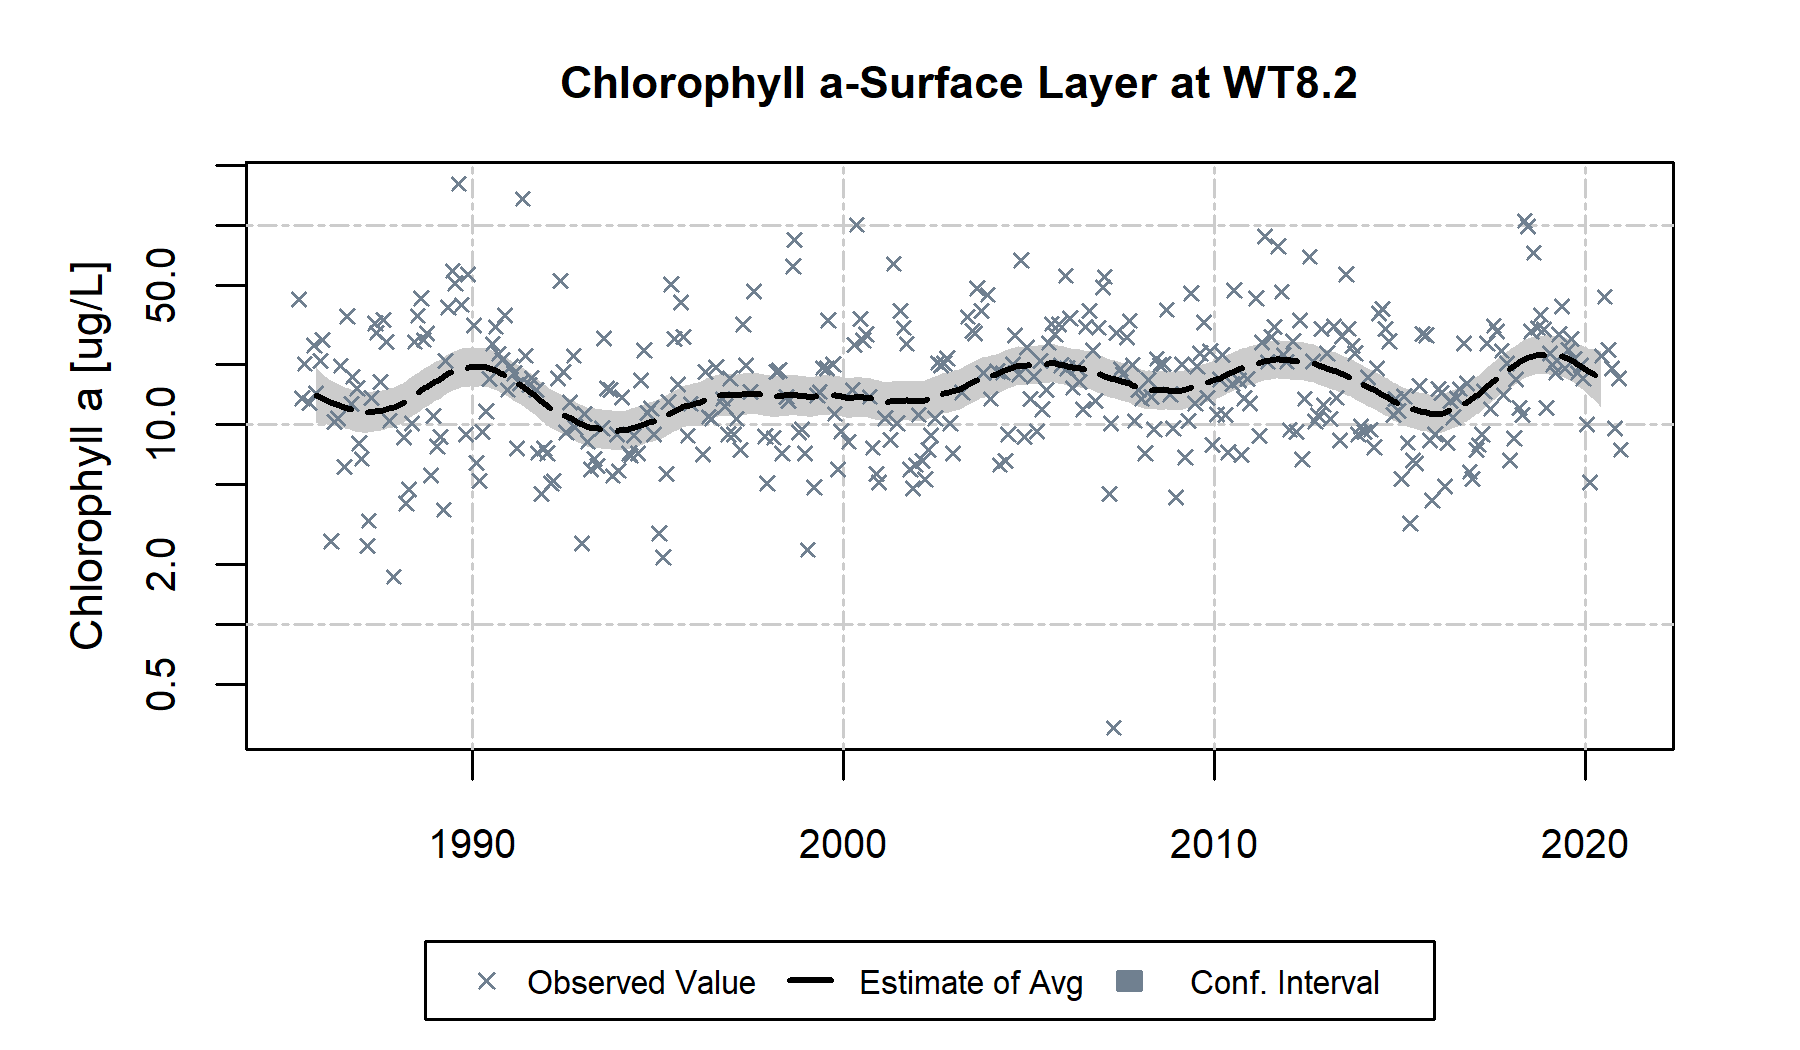 Chlorophyll a-Surface Layer at WT8.2
Chlorophyll a [ug/L]
50.0
10.0
2.0
0.5
1990 2000 2010 2020
Observed Value Estimate of Avg Conf. Interval